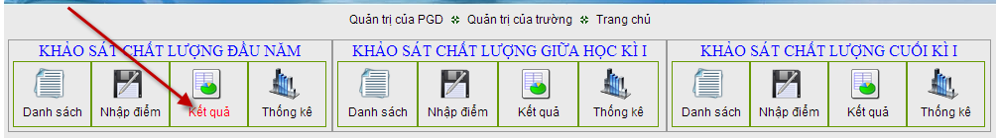 Quản trị của PGD Quản trị của trường Trang chủ
KHẢO SÁT CHẤT LƯỢNG ĐẦU NĂM KHẢO SÁT CHẤT LƯỢNG GIỮA HỌC KÌ I KHẢO SÁT CHẤT LƯỢNG CUỐI KÌ I
Danh sách Nhập điểm Kết quả Thống kê Danh sách Nhập điểm Kết quả Thống kê Danh sách Nhập điểm Kết quả Thống kê